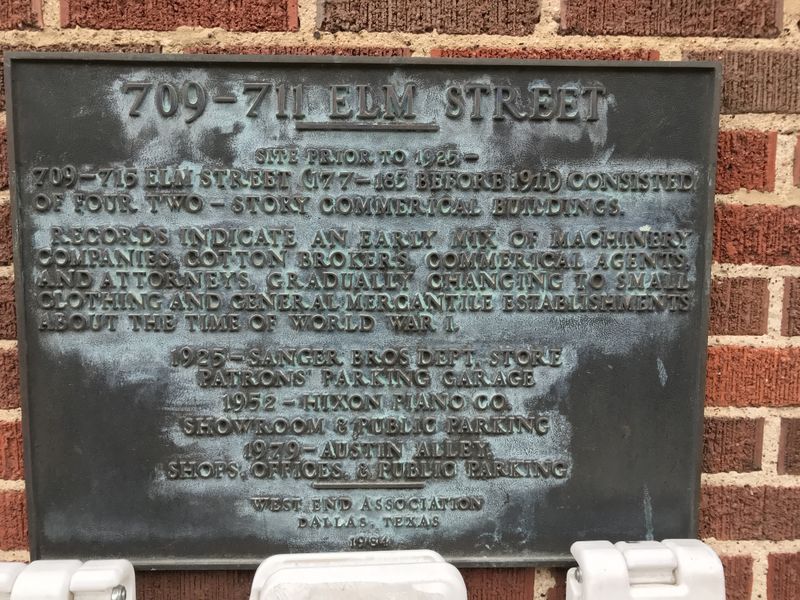 709-711 ELM STREET
SITE PRIOR TO 1925-
709-715 ELM STREET (177-183 BEFORE 1911) CONSISTED
OF FOUR TWO-STORY COMMERICAL BUILDINGS.
RECORDS INDICATE AN EARLY MIX OF MACHINERY
COMPANIES, COTTON BROKERS, COMMERICAL AGENTS,
AND ATTORNEYS, GRADUALLY CHANGING TO SMALL
CLOTHING AND GENERAL MERCANTILE ESTABLISHMENTS
ABOUT THE TIME OF WORLD WAR I.
1925-SANGER BROS DEPT. STORE
PATRONS' PARKING GARAGE
1952-HIXON PIANO CO.
SHOWROOM & PUBLIC PARKING
1979-AUSTIN ALLEY
SHOPS, OFFICES, & PUBLIC PARKING
WEST END ASSOCIATION
DALLAS, TEXAS
1984